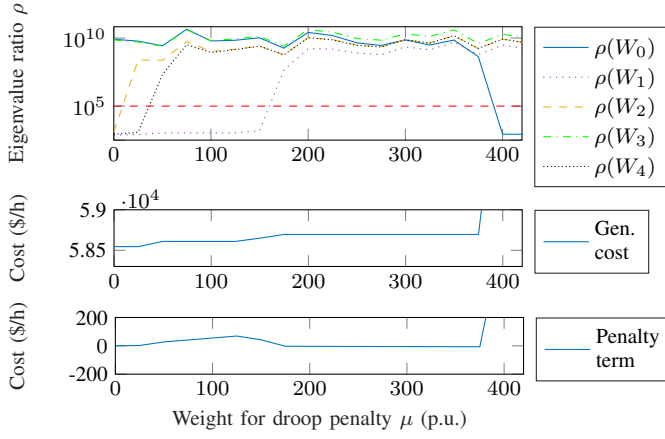 Eigenvalue ratio ρ
10^10
10^5
0
100
200
300
400
ρ(W_0)
ρ(W_1)
ρ(W_2)
ρ(W_3)
ρ(W_4)
Cost ($/h)
·10^4
5.9
5.85
0
100
200
300
400
Gen.
cost
Cost ($/h)
200
0
-200
0
100
200
300
400
Penalty
term
Weight for droop penalty μ (p.u.)